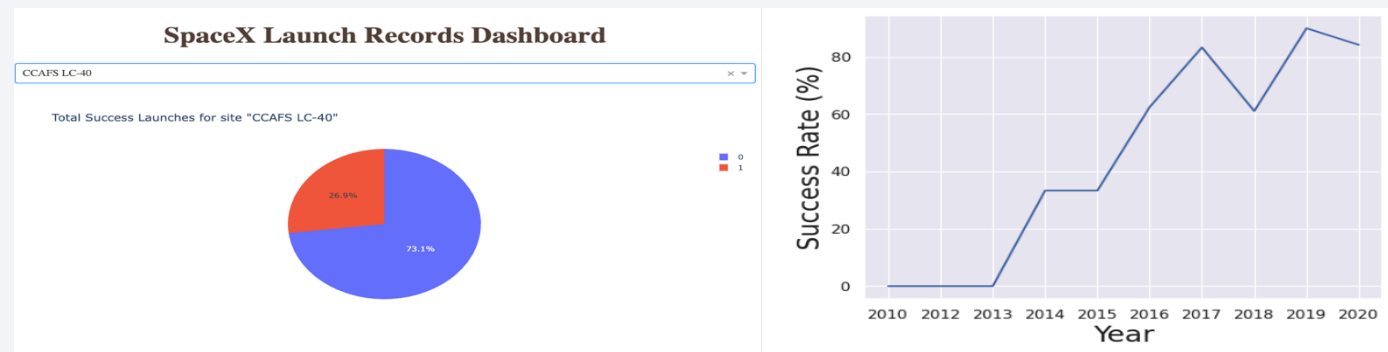 SpaceX Launch Records Dashboard
CCAFS LC-40
Total Success Launches for site "CCAFS LC-40"
0
1
26.9%
73.1%
Success Rate (%)
80
60
40
20
0
2010 2012 2013 2014 2015 2016 2017 2018 2019 2020
Year